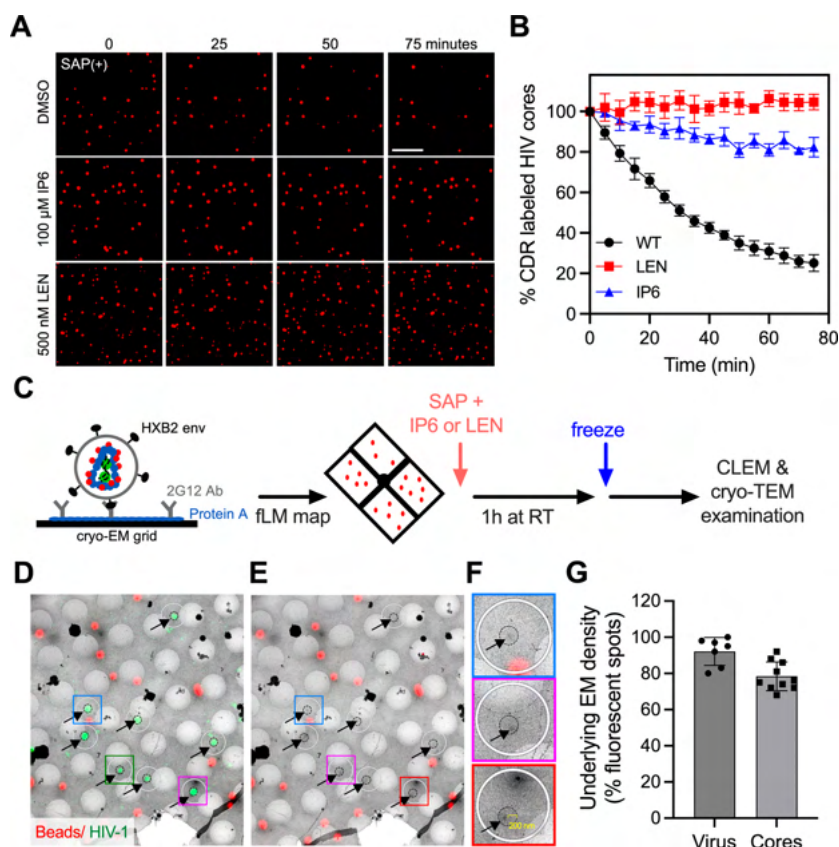 A
0 25 50 75 minutes
SAP(+)
DMSO
100 µM IP6
500 nM LEN
B
% CDR labeled HIV cores
100
80
60
40
20
0
WT
LEN
IP6
0 20 40 60 80
Time (min)
C
HXB2 env
2G12 Ab
Protein A
cryo-EM grid
fLM map
SAP +
IP6 or LEN
1h at RT
freeze
CLEM &
cryo-TEM
examination
D
Beads/ HIV-1
E
F
200 nm
G
Underlying EM density
(% fluorescent spots)
120
100
80
60
40
20
0
Virus Cores